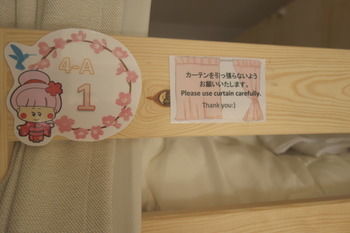 4-A
1
カーテンを引っ張らないよう
お願いいたします。
Please use curtain carefully.
Thank you:)